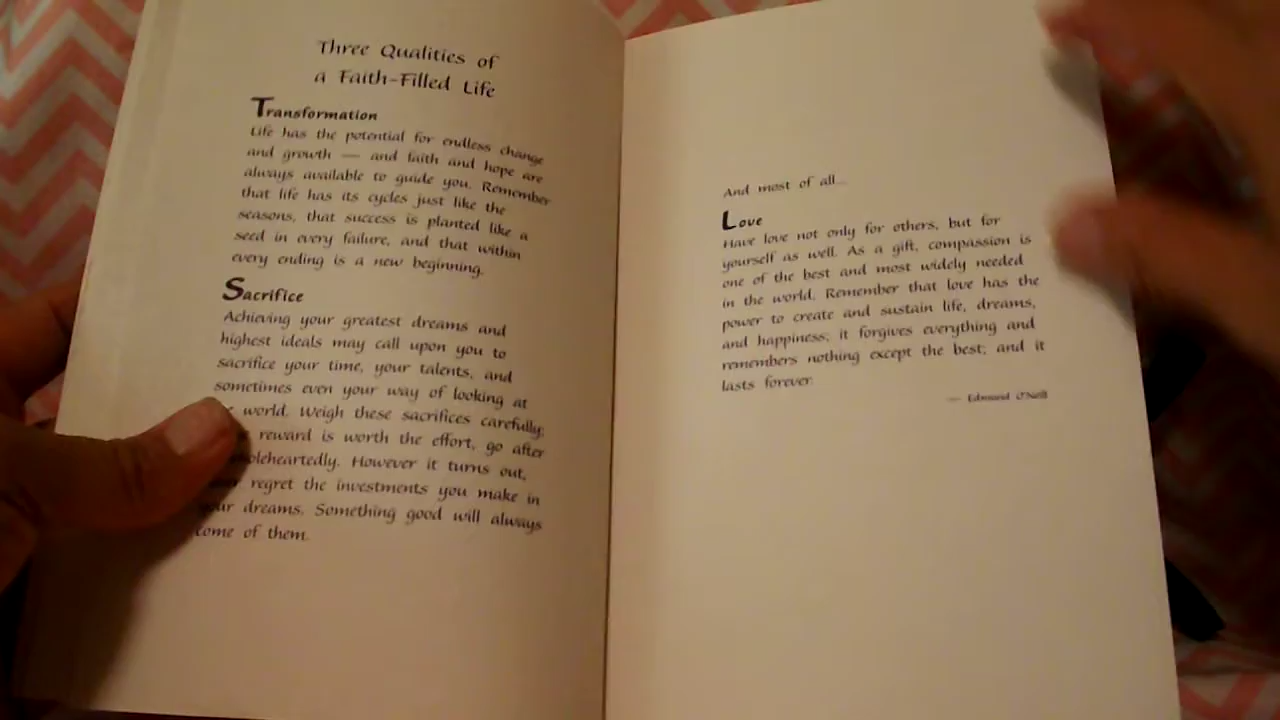 Three Qualities of
a Faith-Filled Life
Transformation
Life has the potential for endless change
and growth — and faith and hope are
always available to guide you. Remember
that life has its cycles just like the
seasons, that success is planted like a
seed in every failure, and that within
every ending is a new beginning.
Sacrifice
Achieving your greatest dreams and
highest ideals may call upon you to
sacrifice your time, your talents, and
sometimes even your way of looking at
world. Weigh these sacrifices carefully;
reward is worth the effort, go after
wholeheartedly. However it turns out,
regret the investments you make in
your dreams. Something good will always
come of them.
And most of all...
Love
Have love not only for others, but for
yourself as well. As a gift, compassion is
one of the best and most widely needed
in the world. Remember that love has the
power to create and sustain life, dreams,
and happiness; it forgives everything and
remembers nothing except the best; and it
lasts forever.
— Edmund O'Neill